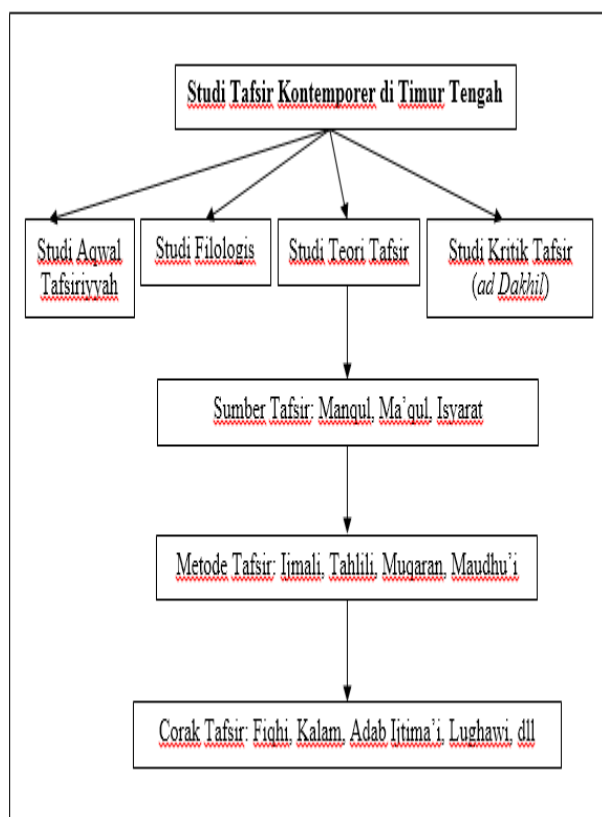 Studi Tafsir Kontemporer di Timur Tengah
Studi Aqwal
Tafsiriyyah
Studi Filologis
Studi Teori Tafsir
Studi Kritik Tafsir
(ad Dakhil)
Sumber Tafsir: Manqul, Ma’qul, Isyarat
Metode Tafsir: Ijmali, Tahlili, Muqaran, Maudhu’i
Corak Tafsir: Fiqhi, Kalam, Adab Ijtima’i, Lughawi, dll